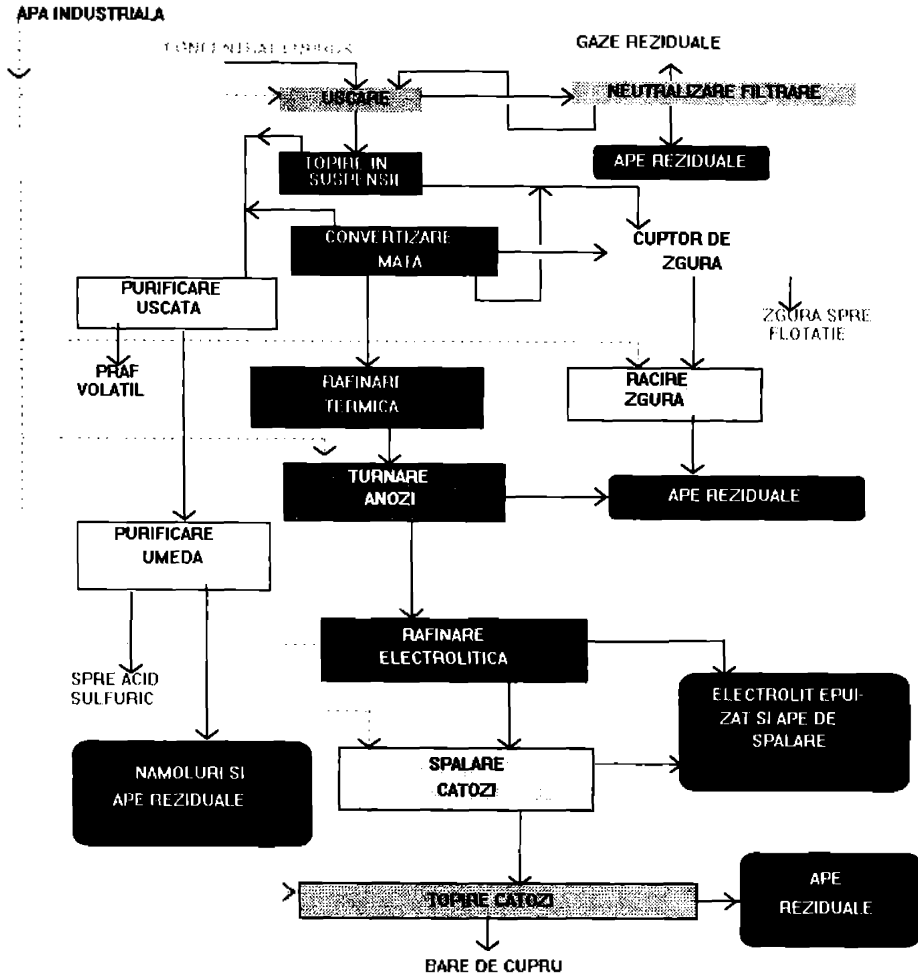 APA INDUSTRIALA
GAZE REZIDUALE
USCARE
NEUTRALIZARE FILTRARE
TOPIRE IN
SUSPENSII
APE REZIDUALE
CONVERTIZARE
MATA
CUPTOR DE
ZGURA
PURIFICARE
USCATA
ZGURA SPRE
FLOTATIE
PRAF
VOLATIL
RAFINARI
TERMICA
RACIRE
ZGURA
TURNARE
ANOZI
APE REZIDUALE
PURIFICARE
UMEDA
RAFINARE
ELECTROLITICA
SPRE ACID
SULFURIC
ELECTROLIT EPUI-
ZAT SI APE DE
SPALARE
SPALARE
CATOZI
NAMOLURI SI
APE REZIDUALE
TOPIRE CATOZI
APE
REZIDUALE
BARE DE CUPRU